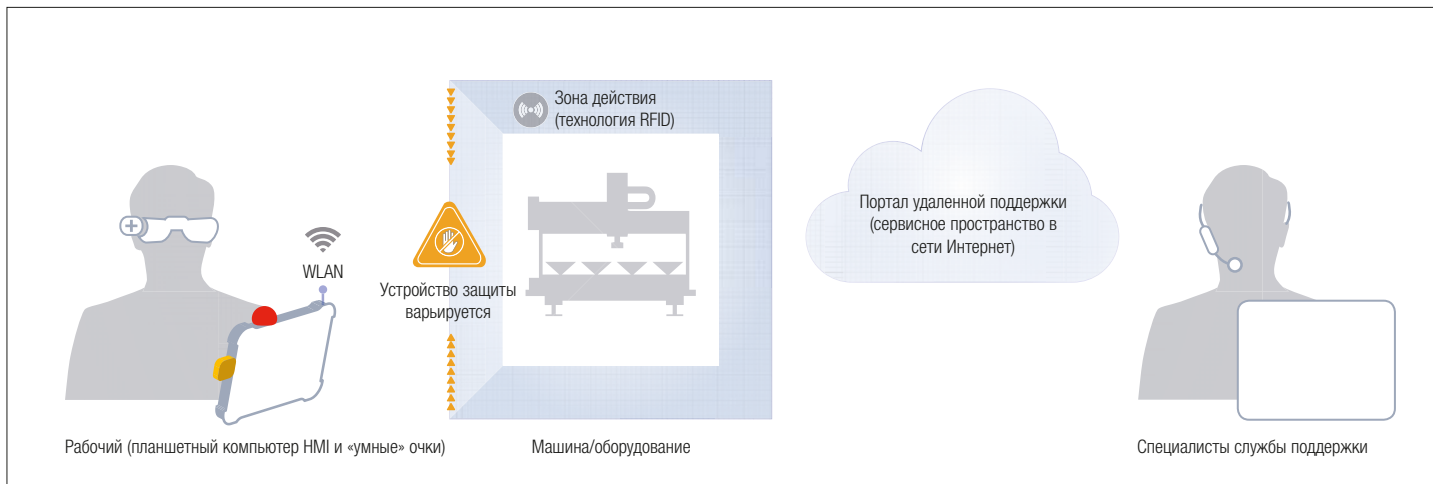 Зона действия
(технология RFID)
WLAN
Устройство защиты
варьируется
Портал удаленной поддержки
(сервисное пространство в
сети Интернет)
Рабочий (планшетный компьютер HMI и «умные» очки)
Машина/оборудование
Специалисты службы поддержки